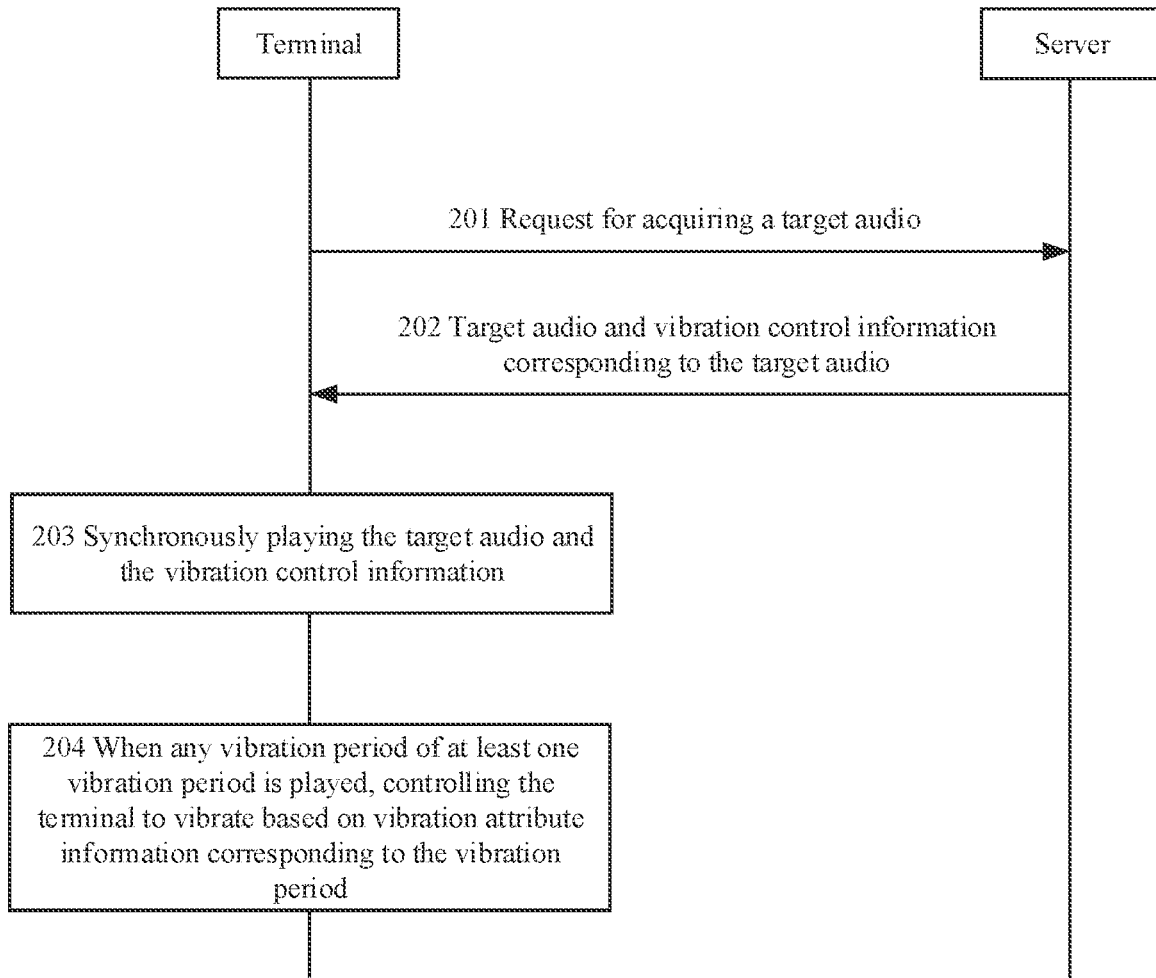 Terminal
Server
201 Request for acquiring a target audio
202 Target audio and vibration control information
corresponding to the target audio
203 Synchronously playing the target audio and
the vibration control information
204 When any vibration period of at least one
vibration period is played, controlling the
terminal to vibrate based on vibration attribute
information corresponding to the vibration
period